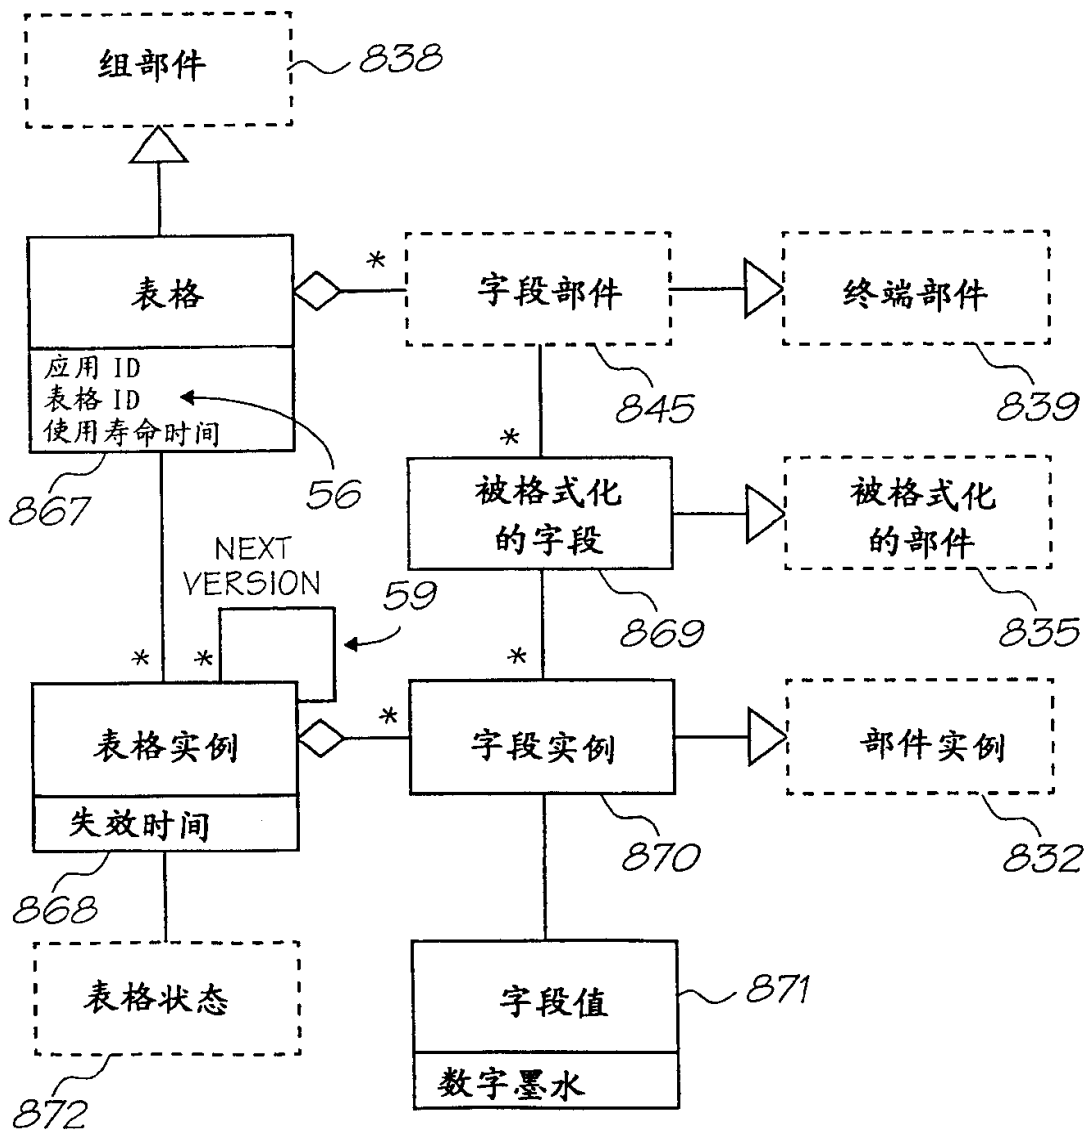 组部件
838
表格
*
字段部件
终端部件
应用 ID
表格 ID
使用寿命时间
845
839
56
867
*
被格式化
的字段
被格式化
的部件
NEXT
VERSION
59
869
835
*
*
*
表格实例
*
字段实例
部件实例
失效时间
870
832
868
表格状态
字段值
871
数字墨水
872